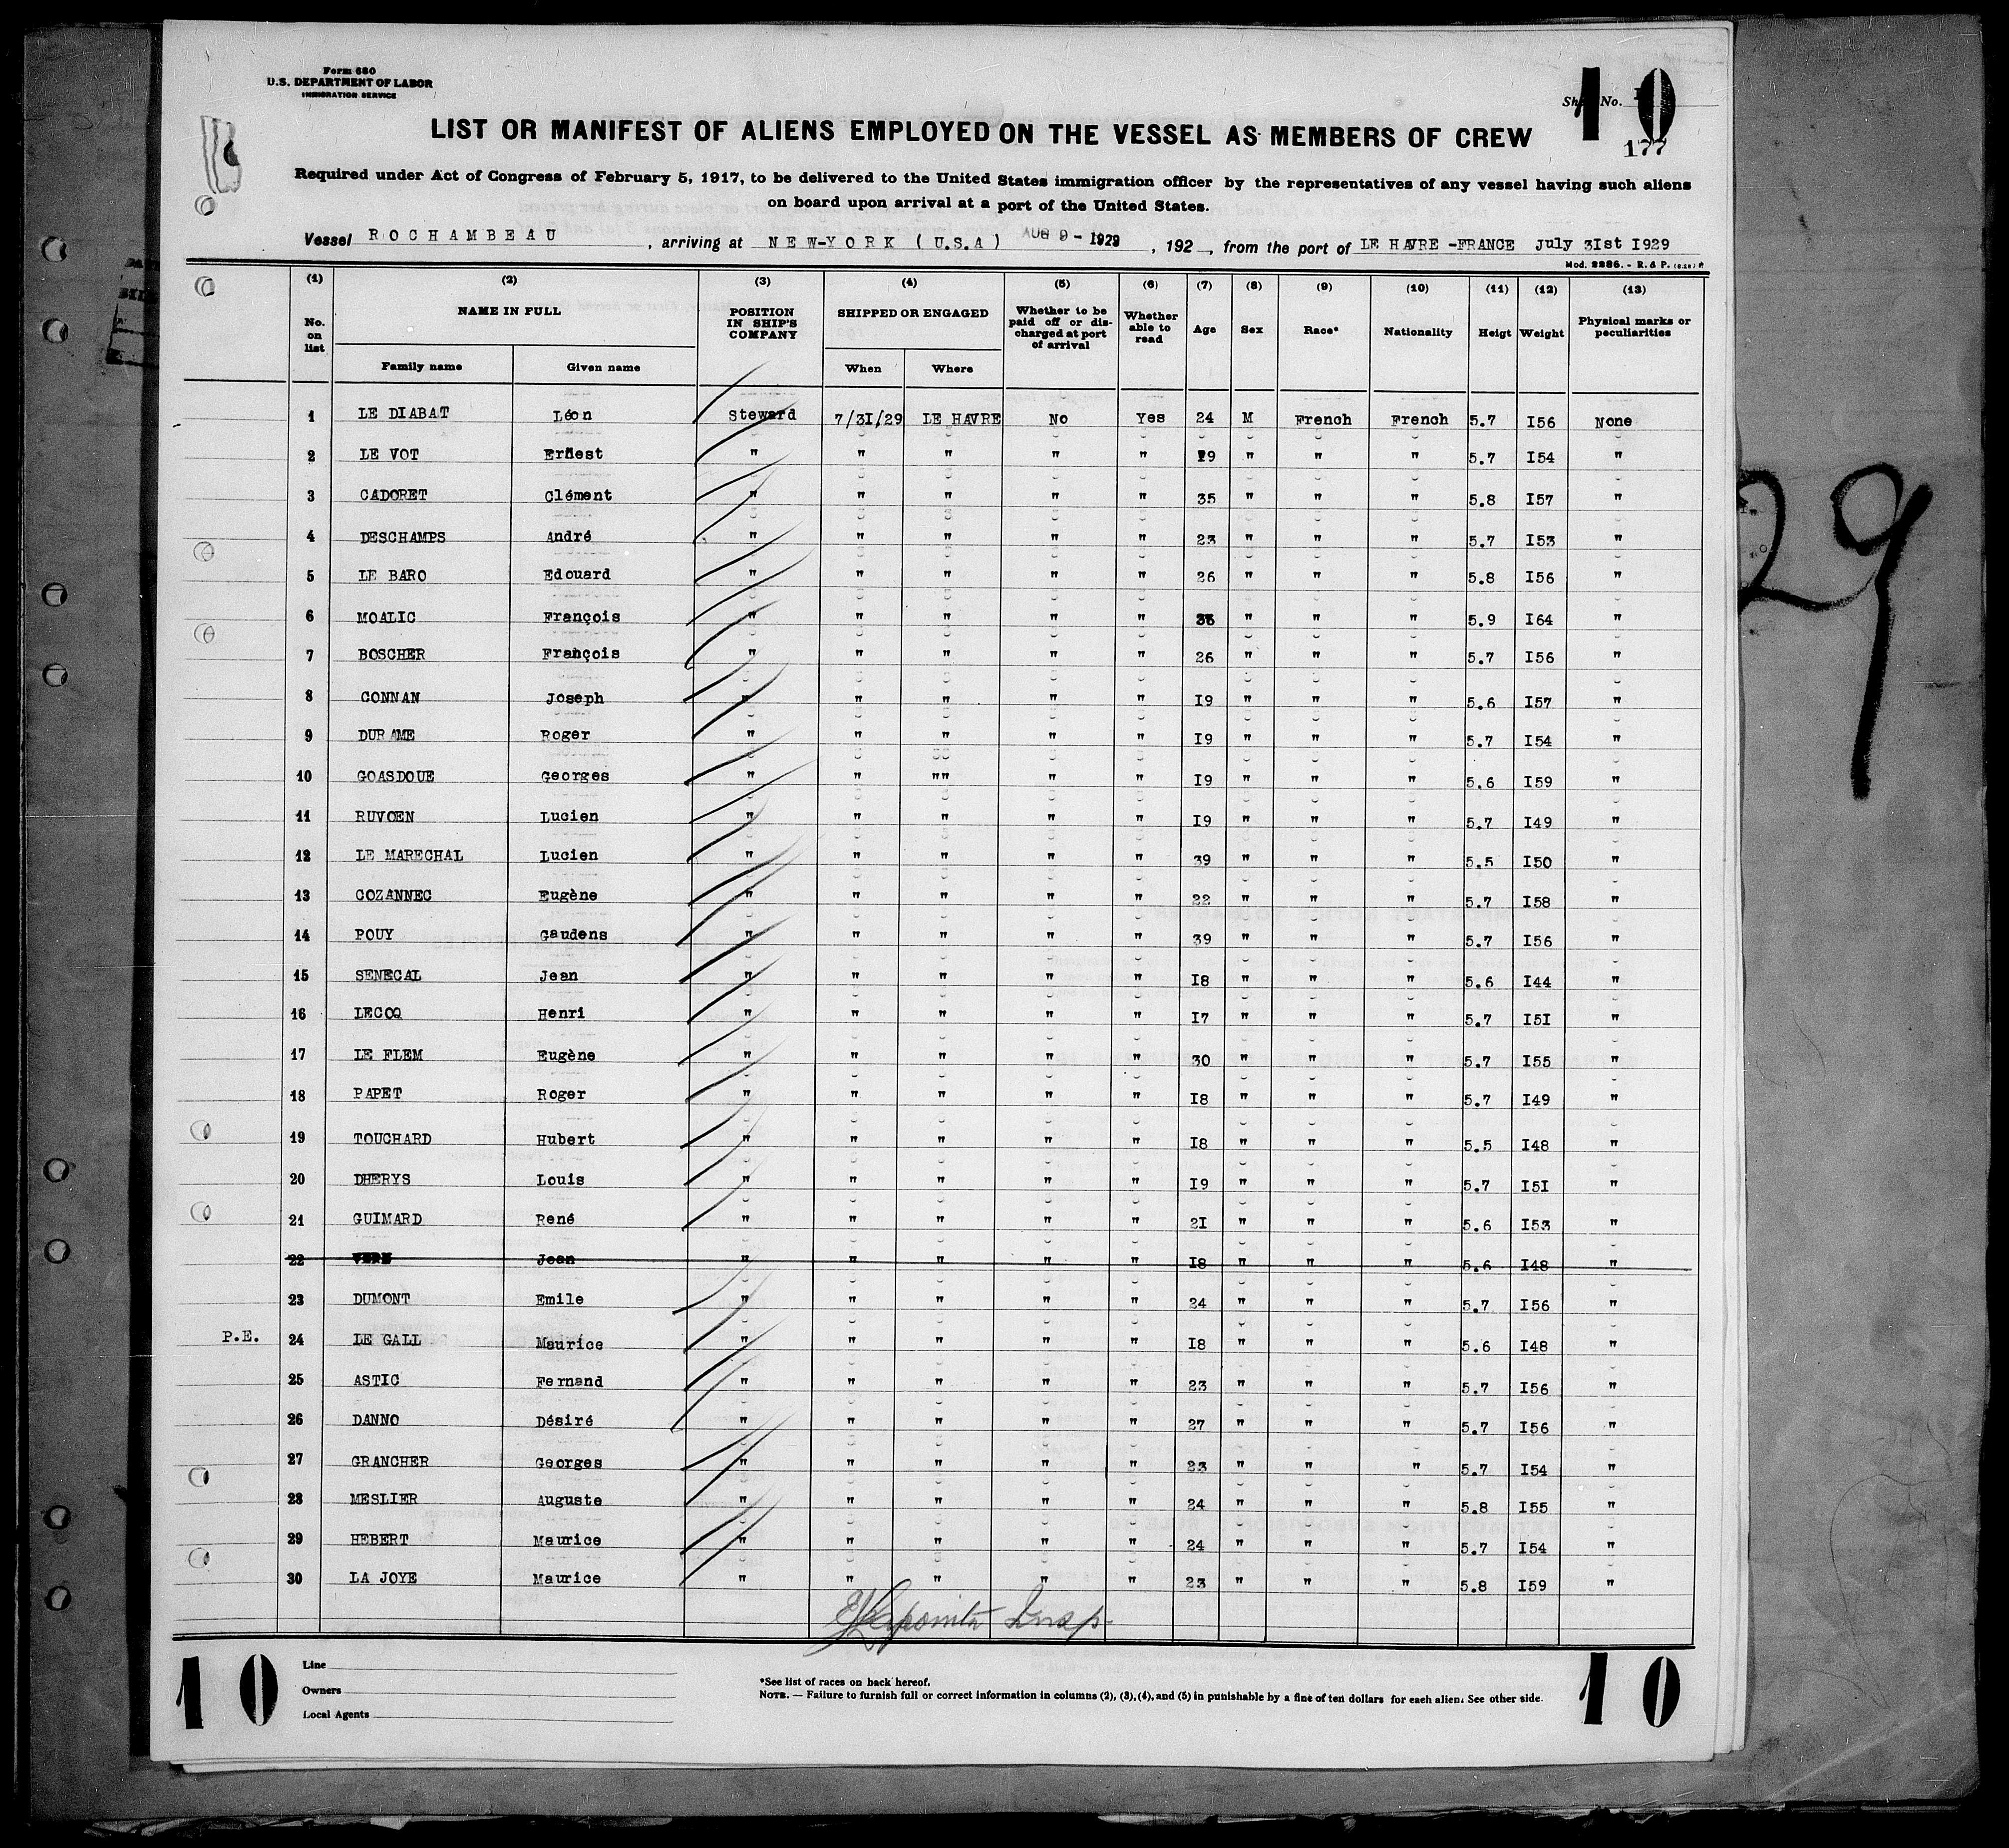 Form 680
U.S. DEPARTMENT OF LABOR
IMMIGRATION SERVICE
No.
10
177
LIST OR MANIFEST OF ALIENS EMPLOYED ON THE VESSEL AS MEMBERS OF CREW
Required under Act of Congress of February 5, 1917, to be delivered to the United States immigration officer by the representatives of any vessel having such aliens
on board upon arrival at a port of the United States.
Vessel ROCHAMBEAU , arriving at NEW-YORK (U.S.A) AUG 9 - 1929 , 192 , from the port of LE HAVRE -FRANCE July 3Ist I929
Mod. 2286. - R. & P.
(1) (2) (3) (4) (5) (6) (7) (8) (9) (10) (11) (12) (13)
No. on list NAME IN FULL Family name Given name POSITION IN SHIP'S COMPANY SHIPPED OR ENGAGED When Where Whether to be paid off or dis-charged at port of arrival Whether able to read Age Sex Race* Nationality Heigt Weight Physical marks or peculiarities
1 LE DIABAT Léon Steward 7/3I/29 LE HAVRE No Yes 24 M French French 5.7 I56 None
2 LE VOT Ernest " " " " " 19 " " " 5.7 I54 "
3 CADORET Clément " " " " " 35 " " " 5.8 I57 "
4 DESCHAMPS André " " " " " 23 " " " 5.7 I53 "
5 LE BARO Edouard " " " " " 26 " " " 5.8 I56 "
6 MOALIC François " " " " " " " " 5.9 I64 "
7 BOSCHER François " " " " " 26 " " " 5.7 I56 "
8 CONNAN Joseph " " " " " I9 " " " 5.6 I57 "
9 DURAME Roger " " " " " I9 " " " 5.7 I54 "
10 GOASDOUE Georges " " "" " " I9 " " " 5.6 I59 "
11 RUVOEN Lucien " " " " " I9 " " " 5.7 I49 "
12 LE MARECHAL Lucien " " " " " 39 " " " 5.5 I50 "
13 COZANNEC Eugène " " " " " 22 " " " 5.7 I58 "
14 POUY Gaudens " " " " " 39 " " " 5.7 I56 "
15 SENECAL Jean " " " " " I8 " " " 5.6 I44 "
16 LECOQ Henri " " " " " I7 " " " 5.7 I5I "
17 LE FLEM Eugène " " " " " 30 " " " 5.7 I55 "
18 PAPET Roger " " " " " I8 " " " 5.7 I49 "
19 TOUCHARD Hubert " " " " " I8 " " " 5.5 I48 "
20 DHERYS Louis " " " " " I9 " " " 5.7 I5I "
21 GUIMARD René " " " " " 2I " " " 5.6 I53 "
22 Jean " " " " " I8 " " " 5.6 I48 "
23 DUMONT Emile " " " " " 24 " " " 5.7 I56 "
P.E. 24 LE GALL Maurice " " " " " I8 " " " 5.6 I48 "
25 ASTIC Fernand " " " " " 23 " " " 5.7 I56 "
26 DANNO Désiré " " " " " 27 " " " 5.7 I56 "
27 GRANCHER Georges " " " " " 23 " " " 5.7 I54 "
28 MESLIER Auguste " " " " " 24 " " " 5.8 I55 "
29 HEBERT Maurice " " " " " 24 " " " 5.7 I54 "
30 LA JOYE Maurice " " " " " 23 " " " 5.8 I59 "
Insp.
10
Line
Owners
Local Agents
*See list of races on back hereof.
NOTE. — Failure to furnish full or correct information in columns (2), (3), (4), and (5) in punishable by a fine of ten dollars for each alien. See other side.
10
29